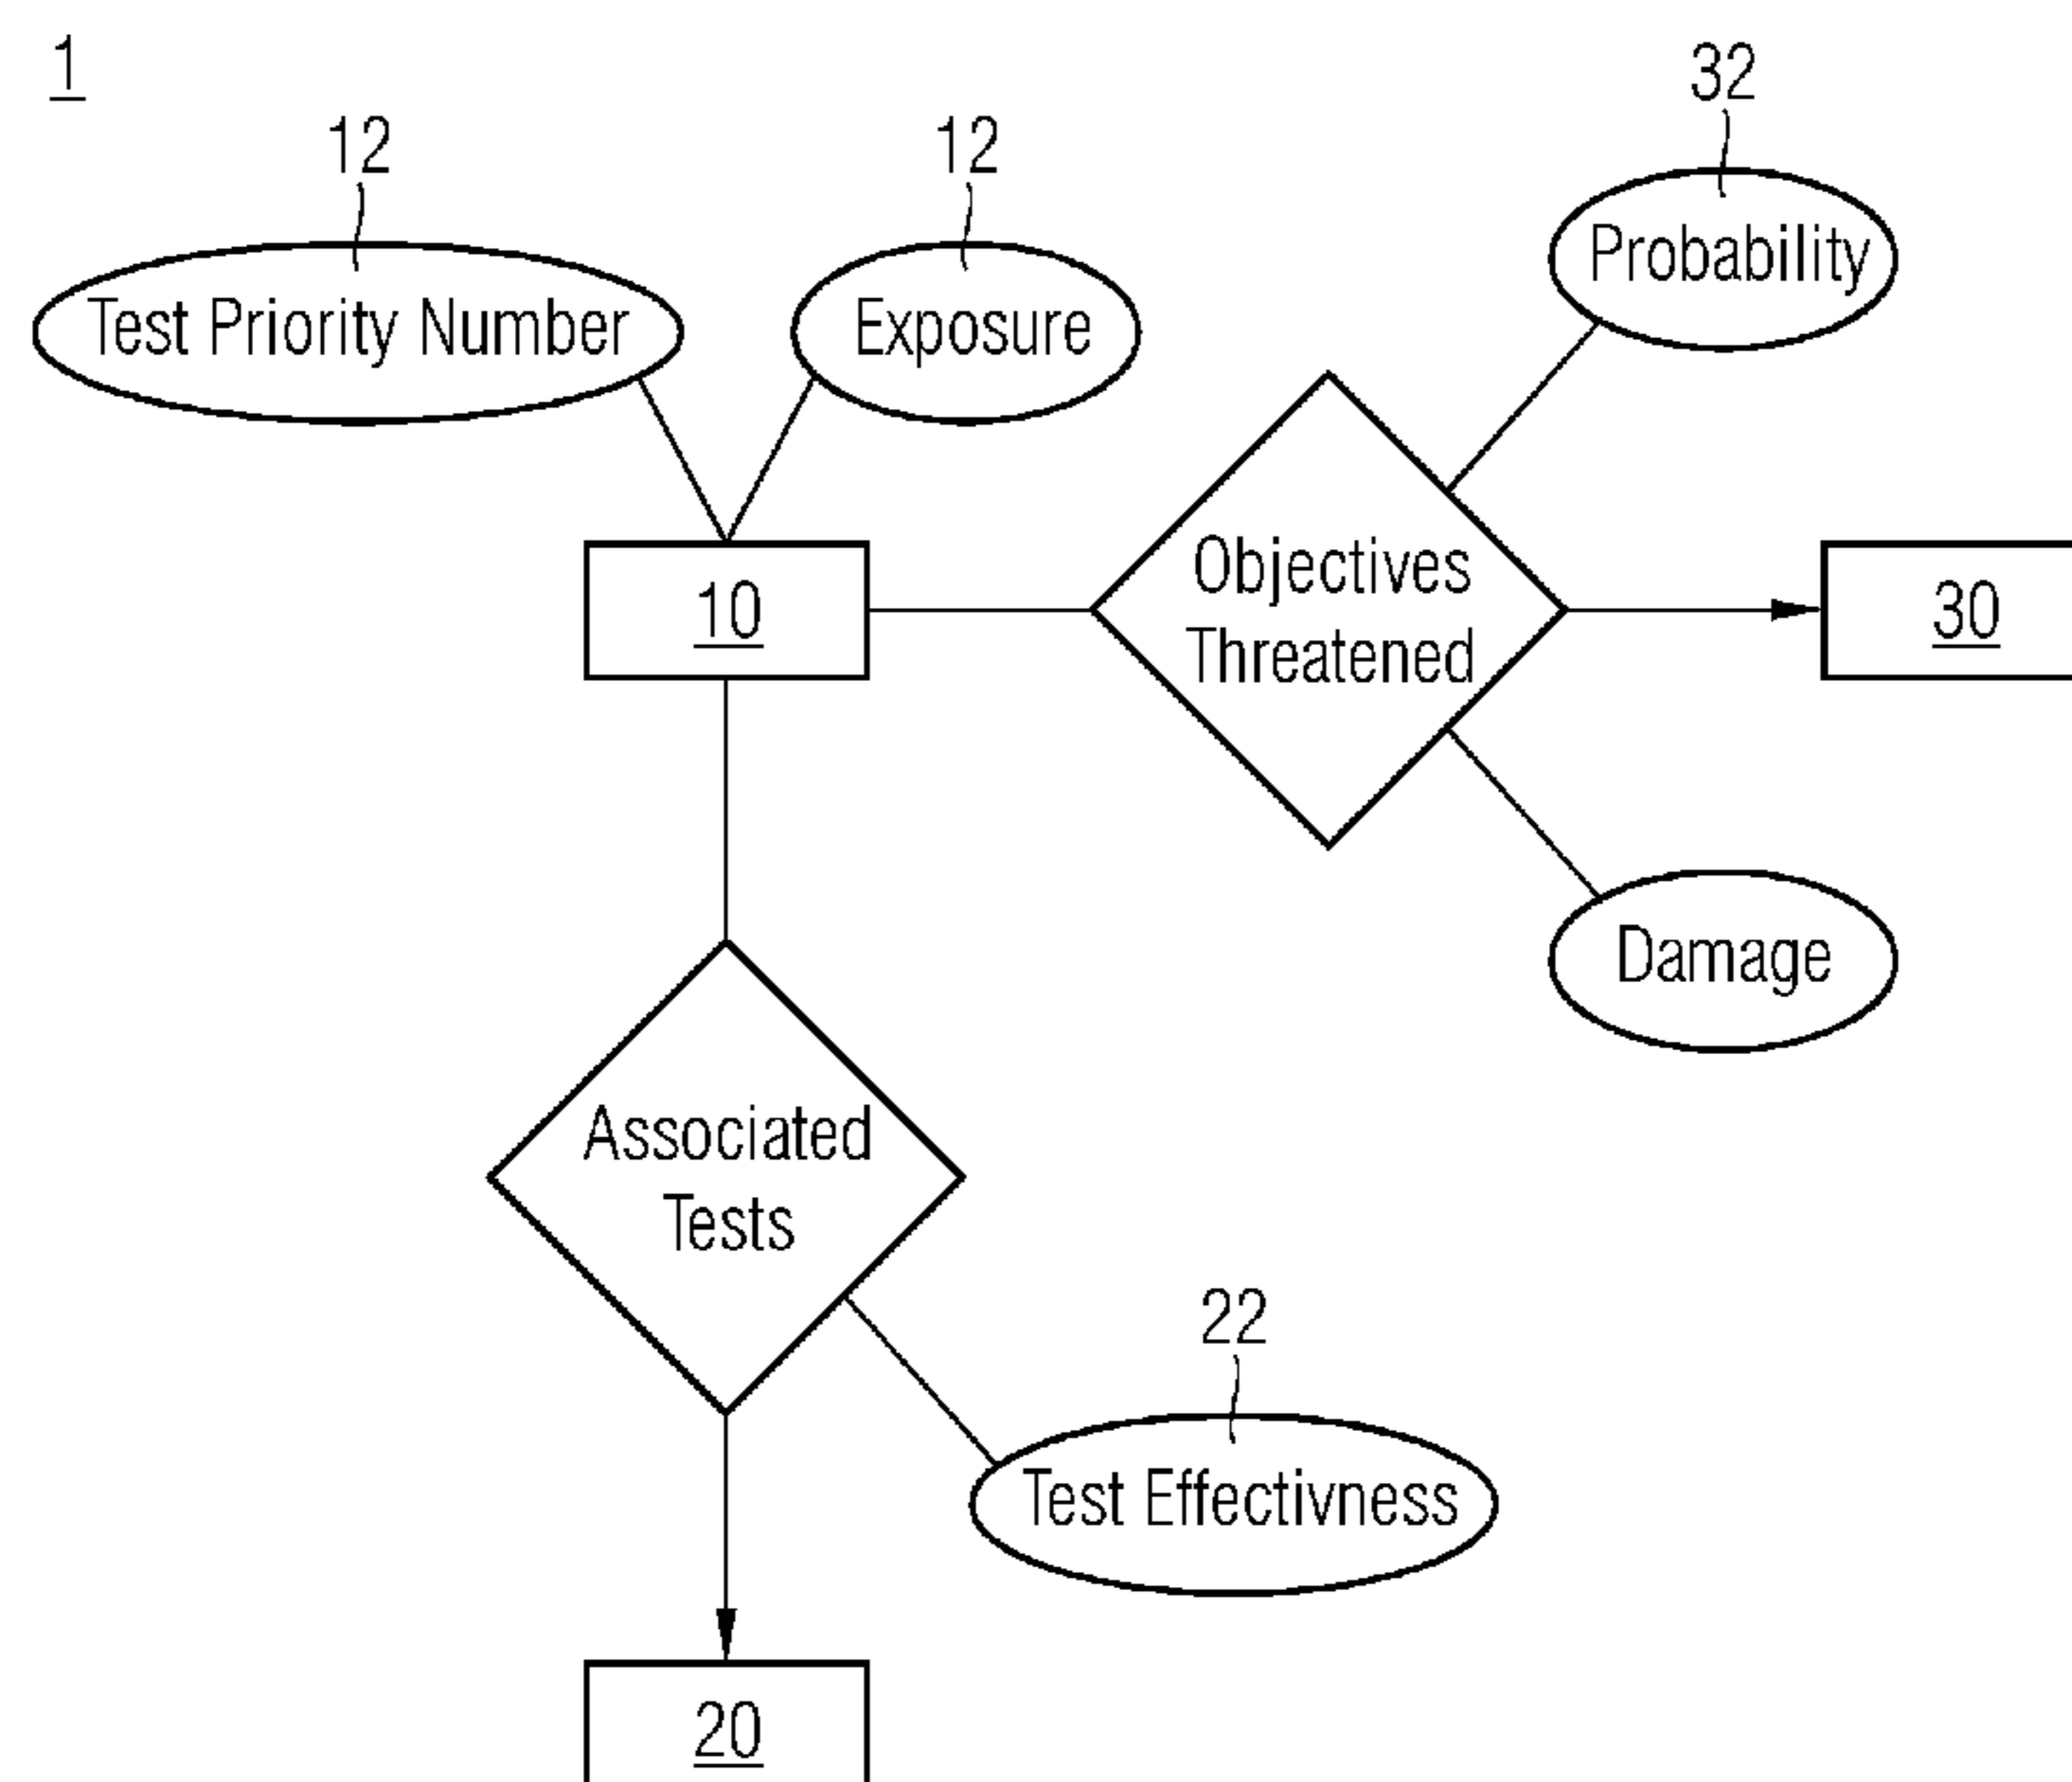 1
12
12
32
Test Priority Number
Exposure
Probability
10
Objectives
Threatened
30
Damage
Associated
Tests
22
Test Effectivness
20